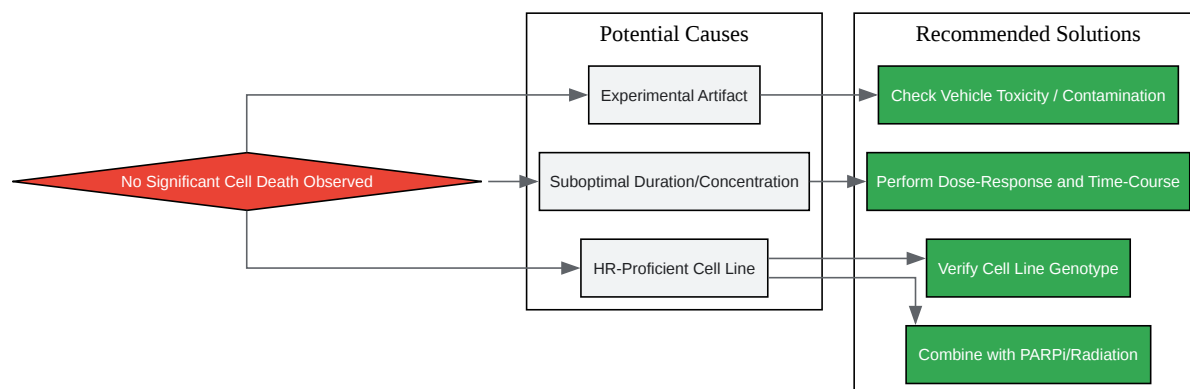 Potential Causes
Recommended Solutions
Experimental Artifact
Check Vehicle Toxicity / Contamination
No Significant Cell Death Observed
Suboptimal Duration/Concentration
Perform Dose-Response and Time-Course
HR-Proficient Cell Line
Verify Cell Line Genotype
Combine with PARPi/Radiation